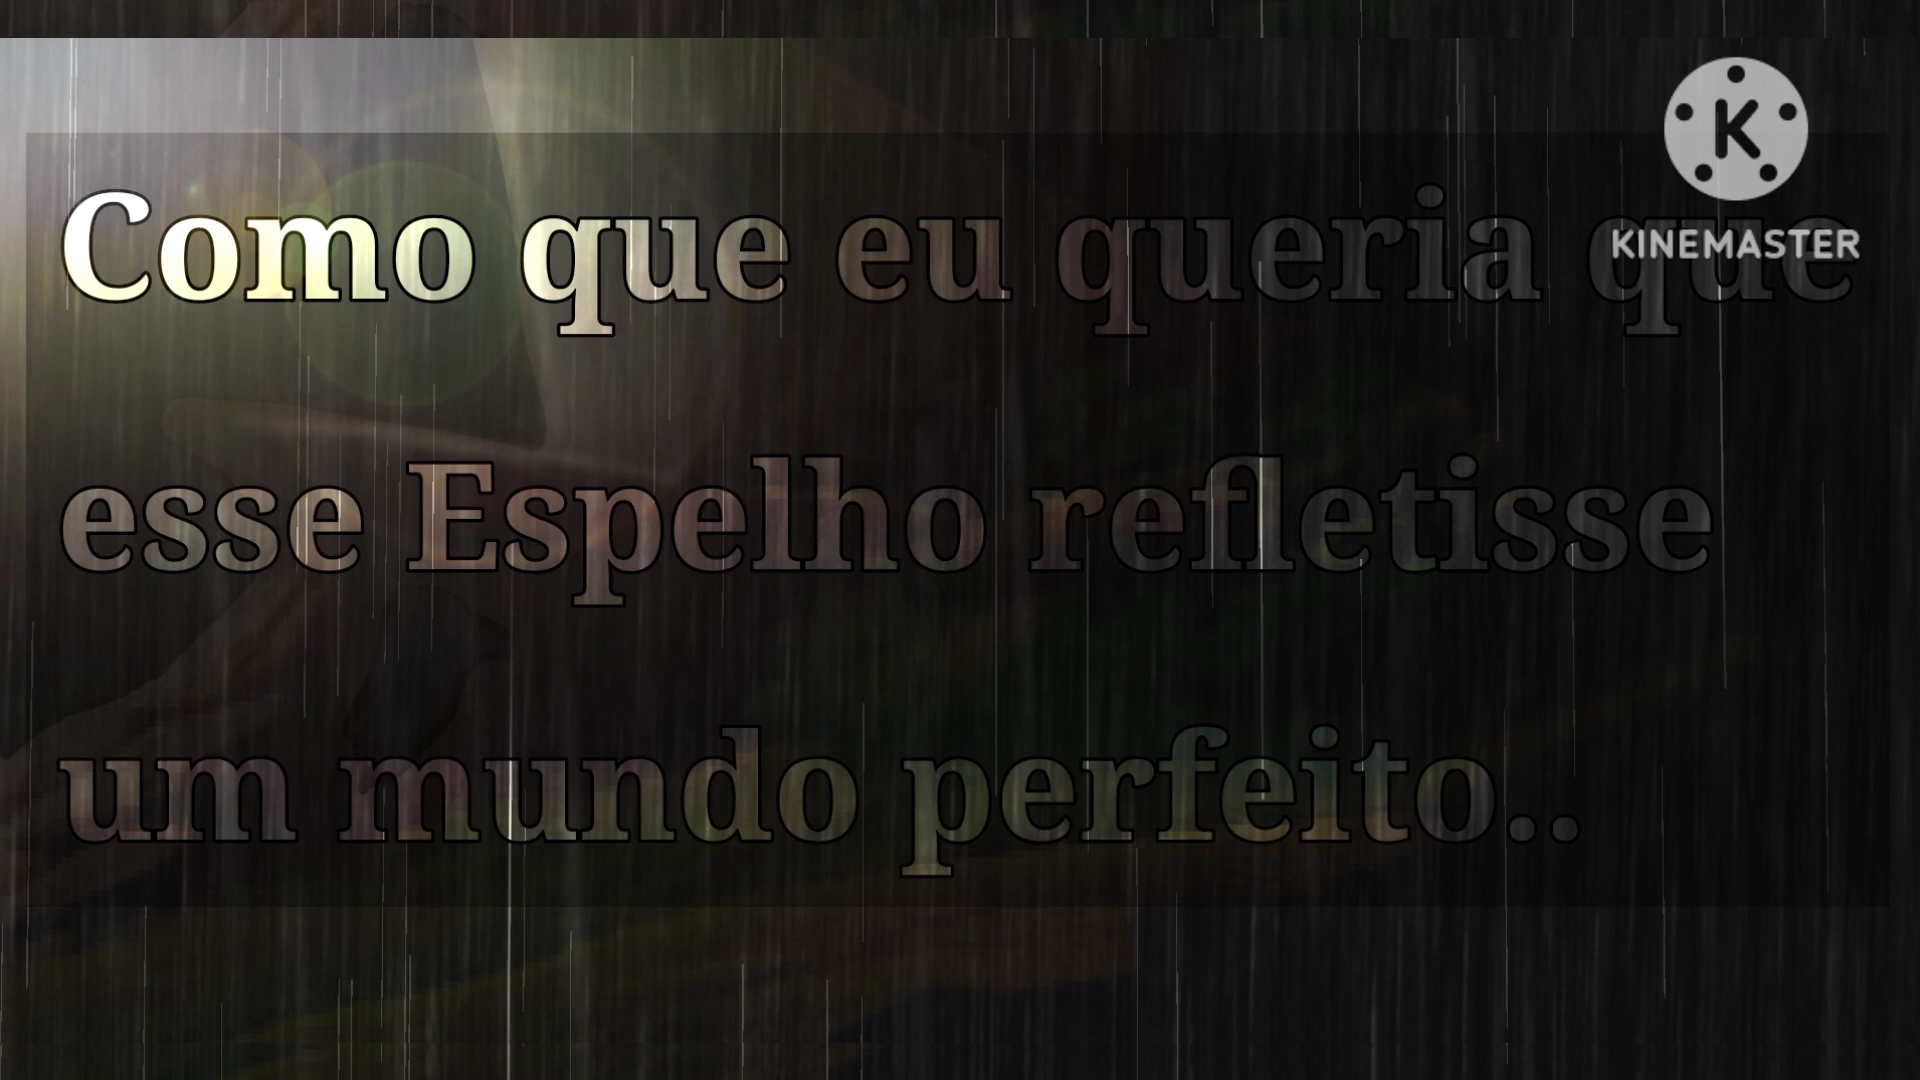 Como que eu queria que
esse Espelho refletisse
um mundo perfeito..
K
KINEMASTER